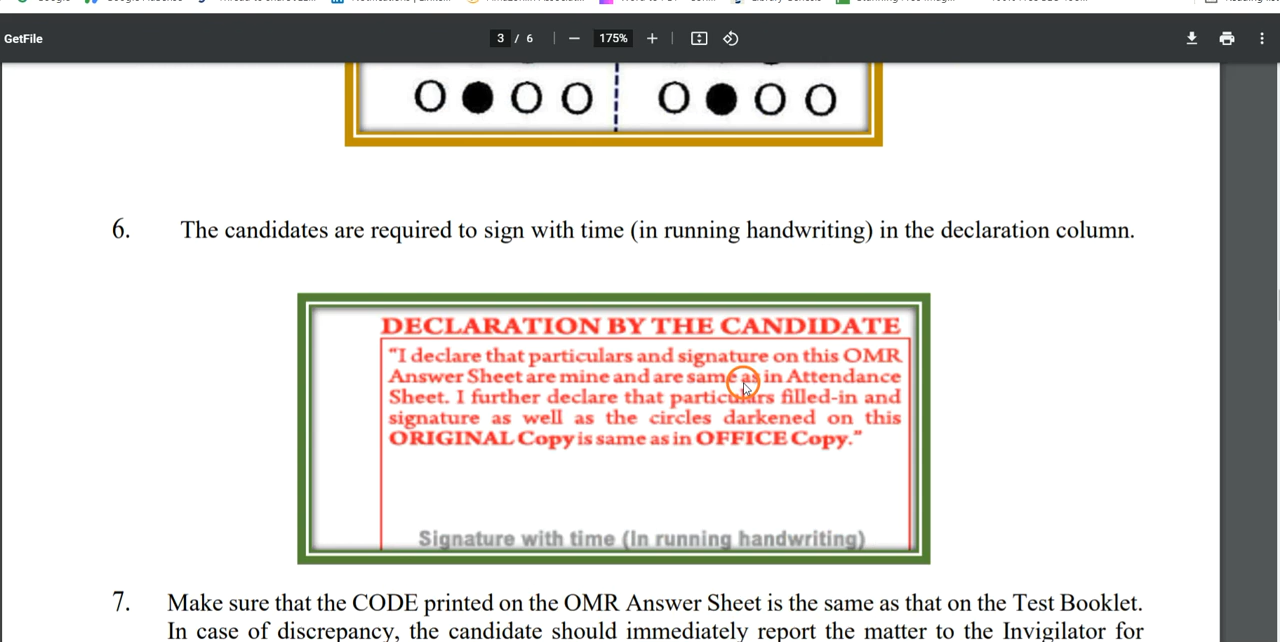 GetFile
3 / 6
175%
6. The candidates are required to sign with time (in running handwriting) in the declaration column.
DECLARATION BY THE CANDIDATE
“I declare that particulars and signature on this OMR
Answer Sheet are mine and are same as in Attendance
Sheet. I further declare that particulars filled-in and
signature as well as the circles darkened on this
ORIGINAL Copy is same as in OFFICE Copy.”
Signature with time (In running handwriting)
7. Make sure that the CODE printed on the OMR Answer Sheet is the same as that on the Test Booklet.
In case of discrepancy, the candidate should immediately report the matter to the Invigilator for